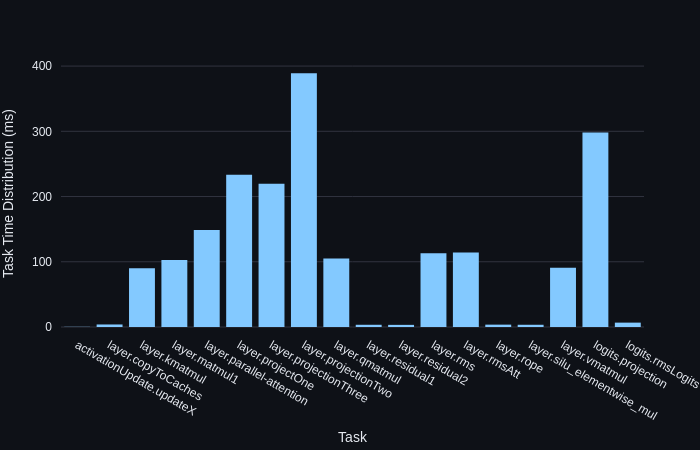 Task Time Distribution (ms)
400
300
200
100
0
activationUpdate.updateX
layer.copyToCaches
layer.kmatmul
layer.matmul1
layer.parallel-attention
layer.projectOne
layer.projectionThree
layer.projectionTwo
layer.qmatmul
layer.residual1
layer.residual2
layer.rms
layer.rmsAtt
layer.rope
layer.silu_elementwise_mul
layer.vmatmul
logits.projection
logits.rmsLogits
Task